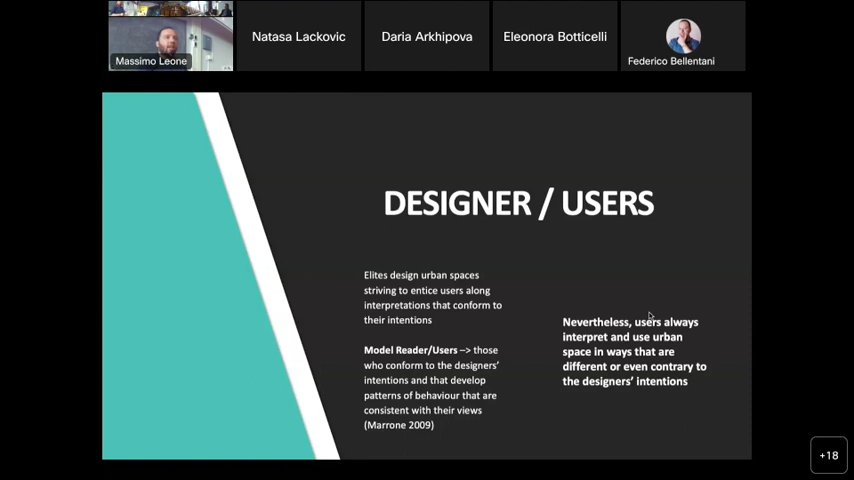 Massimo Leone
Natasa Lackovic
Daria Arkhipova
Eleonora Botticelli
Federico Bellentani
DESIGNER / USERS
Elites design urban spaces
striving to entice users along
interpretations that conform to
their intentions
Model Reader/Users –> those
who conform to the designers’
intentions and that develop
patterns of behaviour that are
consistent with their views
(Marrone 2009)
Nevertheless, users always
interpret and use urban
space in ways that are
different or even contrary to
the designers’ intentions
+18